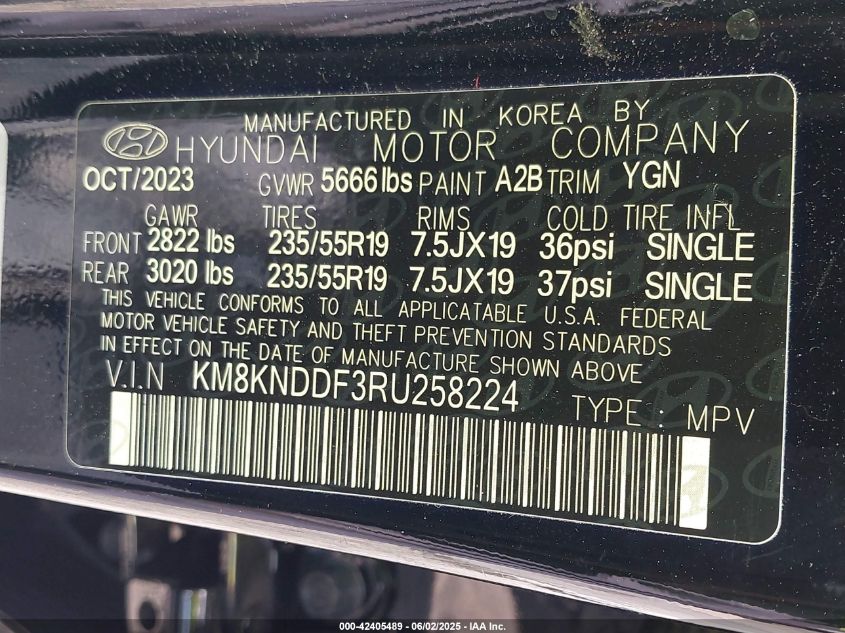 MANUFACTURED IN KOREA BY
HYUNDAI MOTOR COMPANY
OCT/2023 GVWR 5666 lbs PAINT A2B TRIM YGN
GAWR TIRES RIMS COLD TIRE INFL
FRONT 2822 lbs 235/55R19 7.5JX19 36psi SINGLE
REAR 3020 lbs 235/55R19 7.5JX19 37psi SINGLE
THIS VEHICLE CONFORMS TO ALL APPLICATABLE U.S.A. FEDERAL
MOTOR VEHICLE SAFETY AND THEFT PREVENTION STANDARDS
IN EFFECT ON THE DATE OF MANUFACTURE SHOWN ABOVE
V.I.N KM8KNDDF3RU258224 TYPE : MPV
000-42405489 - 06/02/2025 - IAA Inc.